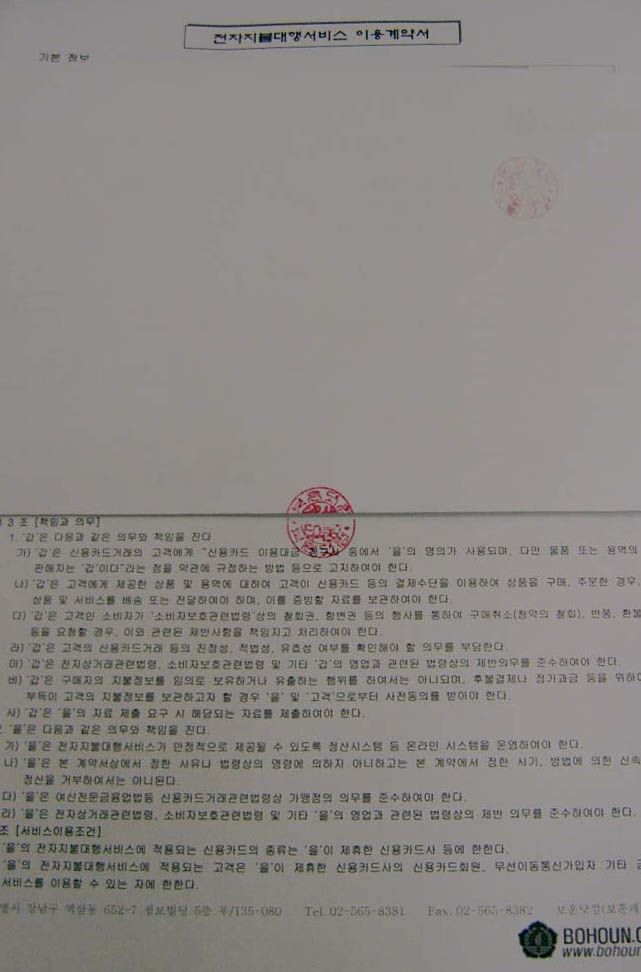 전자지불대행서비스 이용계약서
기본 정보
3 조 [책임과 의무]
1. '갑'은 다음과 같은 의무와 책임을 진다
가) '갑'은 신용카드거래의 고객에게 "신용카드 이용대금 등에서 '을'의 명의가 사용되며, 다만 물품 또는 용역의
판매자는 '갑'이다"라는 점을 약관에 규정하는 방법 등으로 고지하여야 한다.
나) '갑'은 고객에게 제공한 상품 및 용역에 대하여 고객이 신용카드 등의 결제수단을 이용하여 상품을 구매, 주문한 경우,
상품 및 서비스를 배송 또는 전달하여야 하며, 이를 증빙할 자료를 보관하여야 한다.
다) '갑'은 고객인 소비자가 '소비자보호관련법령'상의 철회권, 항변권 등의 행사를 통하여 구매취소(청약의 철회), 반품, 환불
등을 요청할 경우, 이와 관련된 제반사항을 책임지고 처리하여야 한다.
라) '갑'은 고객의 신용카드거래 등의 진정성, 적법성, 유효성 여부를 확인해야 할 의무를 부담한다.
마) '갑'은 전자상거래관련법령, 소비자보호관련법령 및 기타 '갑'의 영업과 관련된 법령상의 제반의무를 준수하여야 한다.
바) '갑'은 구매자의 지불정보를 임의로 보유하거나 유출하는 행위를 하여서는 아니되며, 후불결제나 정기과금 등을 위하여
부득이 고객의 지불정보를 보관하고자 할 경우 '을' 및 '고객'으로부터 사전동의를 받아야 한다.
사) '갑'은 '을'의 자료 제출 요구 시 해당되는 자료를 제출하여야 한다.
'을'은 다음과 같은 의무와 책임을 진다.
가) '을'은 전자지불대행서비스가 안정적으로 제공될 수 있도록 정산시스템 등 온라인 시스템을 운영하여야 한다.
나) '을'은 본 계약서상에서 정한 사유나 법령상의 명령에 의하지 아니하고는 본 계약에서 정한 시기, 방법에 의한 신속
정산을 거부하여서는 아니된다.
다) '을'은 여신전문금융업법등 신용카드거래관련법령상 가맹점의 의무를 준수하여야 한다.
라) '을'은 전자상거래관련법령, 소비자보호관련법령 및 기타 '을'의 영업과 관련된 법령상의 제반 의무를 준수하여야 한다.
조 [서비스이용조건]
'을'의 전자지불대행서비스에 적용되는 신용카드의 종류는 '을'이 제휴한 신용카드사 등에 한한다.
'을'의 전자지불대행서비스에 적용되는 고객은 '을'이 제휴한 신용카드사의 신용카드회원, 무선이동통신가입자 기타
서비스를 이용할 수 있는 자에 한한다.
별시 강남구 역삼동 652-7 정보빌딩 5층 우/135-080 Tel. 02-565-8381 Fax. 02-565-8382 보훈닷컴(보훈
BOHOUN.C
www.bohoun